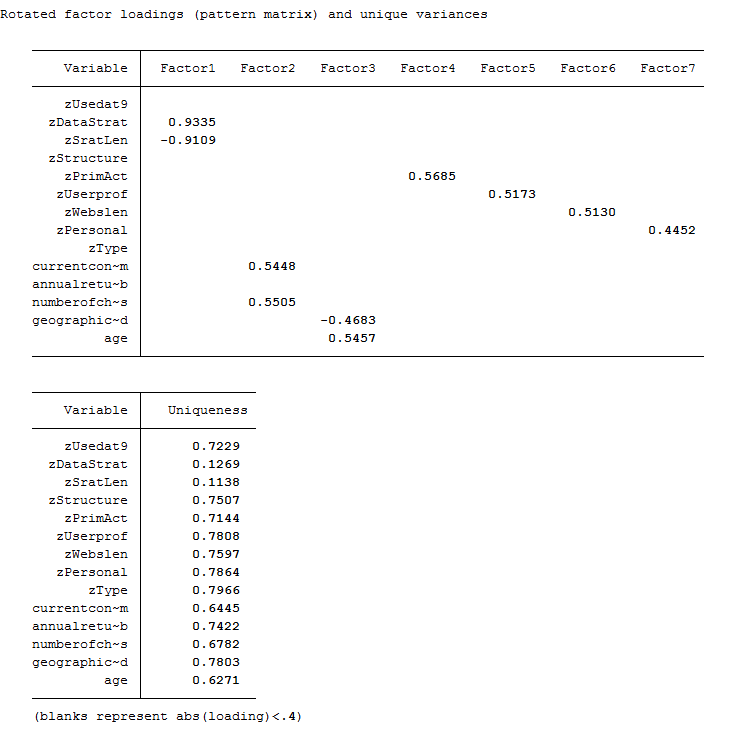 Rotated factor loadings (pattern matrix) and unique variances
Variable Factor1 Factor2 Factor3 Factor4 Factor5 Factor6 Factor7
zUsedat9
zDataStrat 0.9335
zSratLen -0.9109
zStructure
zPrimAct 0.5685
zUserprof 0.5173
zWebslen 0.5130
zPersonal 0.4452
zType
currentcon~m 0.5448
annualretu~b
numberofch~s 0.5505
geographic~d -0.4683
age 0.5457
Variable Uniqueness
zUsedat9 0.7229
zDataStrat 0.1269
zSratLen 0.1138
zStructure 0.7507
zPrimAct 0.7144
zUserprof 0.7808
zWebslen 0.7597
zPersonal 0.7864
zType 0.7966
currentcon~m 0.6445
annualretu~b 0.7422
numberofch~s 0.6782
geographic~d 0.7803
age 0.6271
(blanks represent abs(loading)<.4)